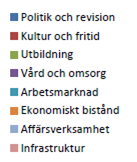 Politik och revision
Kultur och fritid
Utbildning
Vård och omsorg
Arbetsmarknad
Ekonomiskt bistånd
Affärsverksamhet
Infrastruktur